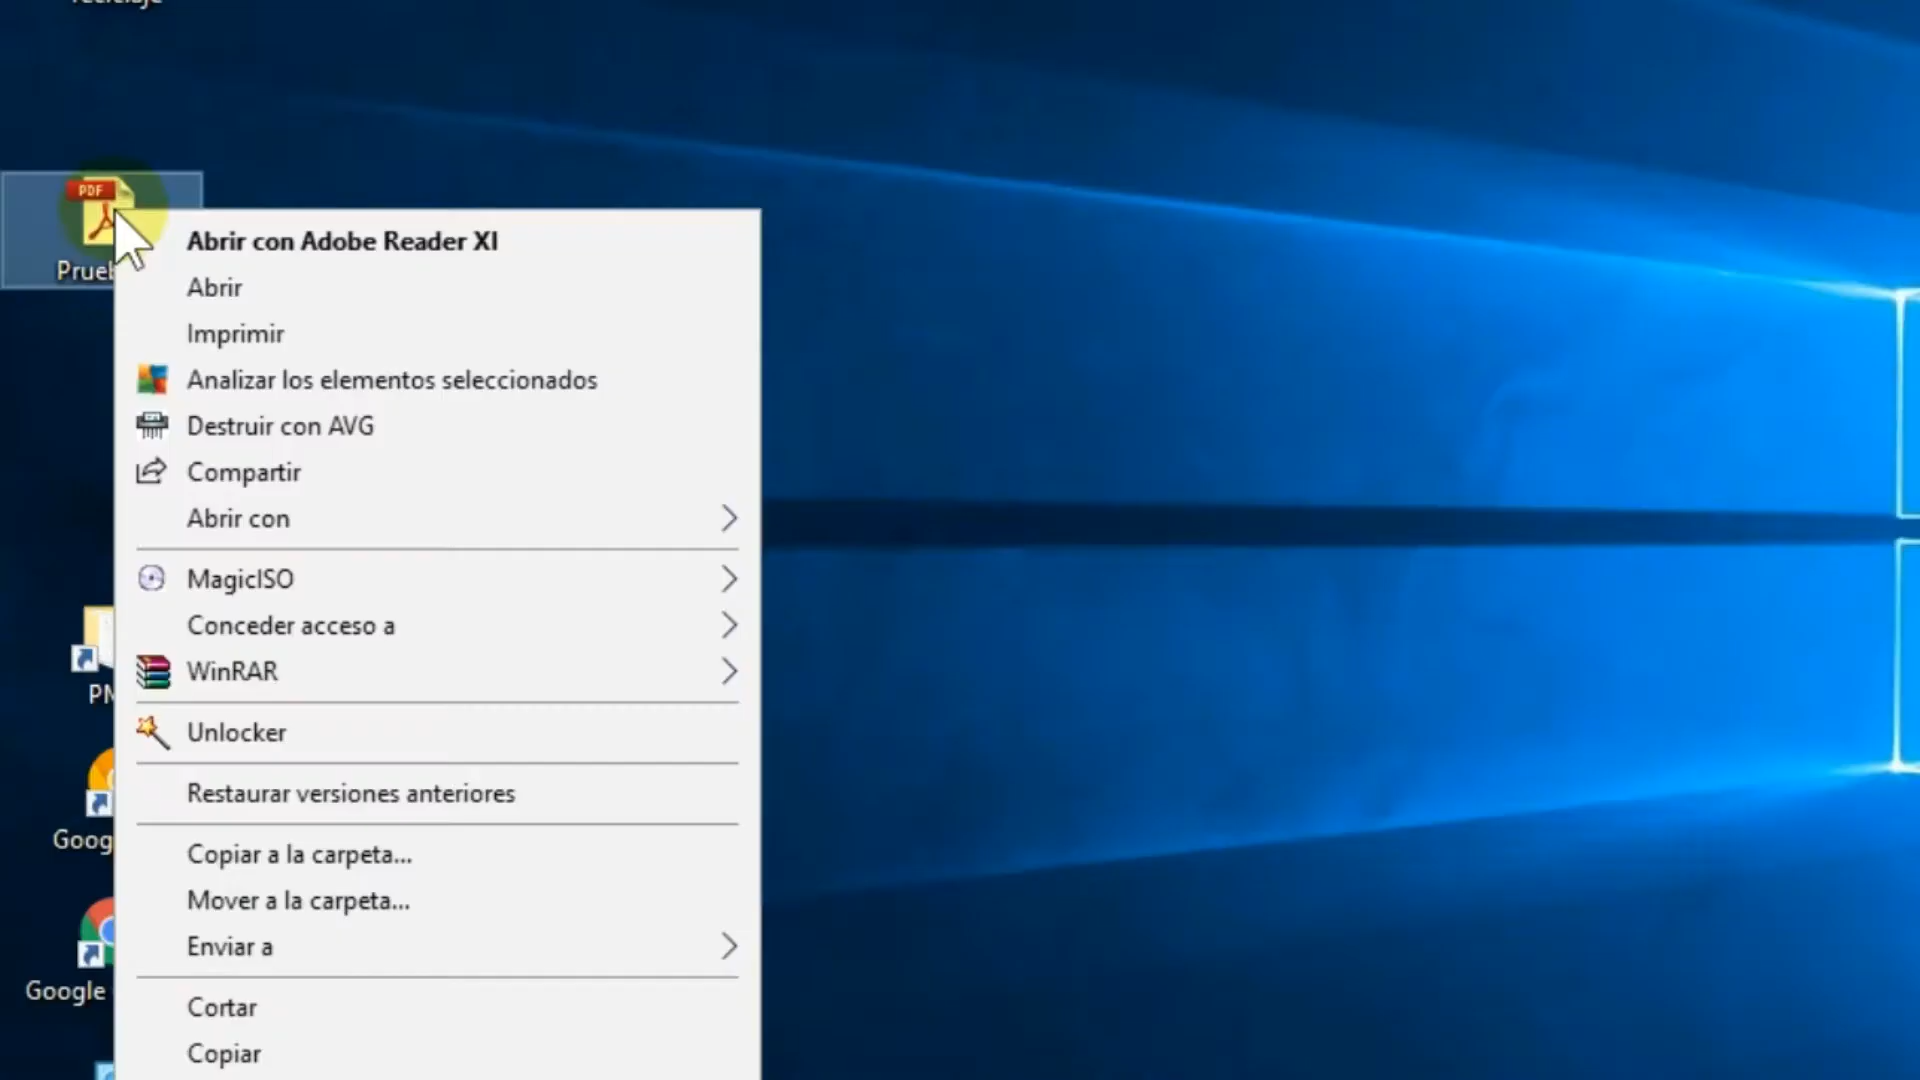 PDF
Abrir con Adobe Reader XI
Abrir
Imprimir
Analizar los elementos seleccionados
Destruir con AVG
Compartir
Abrir con
MagicISO
Conceder acceso a
WinRAR
Unlocker
Restaurar versiones anteriores
Copiar a la carpeta...
Mover a la carpeta...
Enviar a
Cortar
Copiar
Google